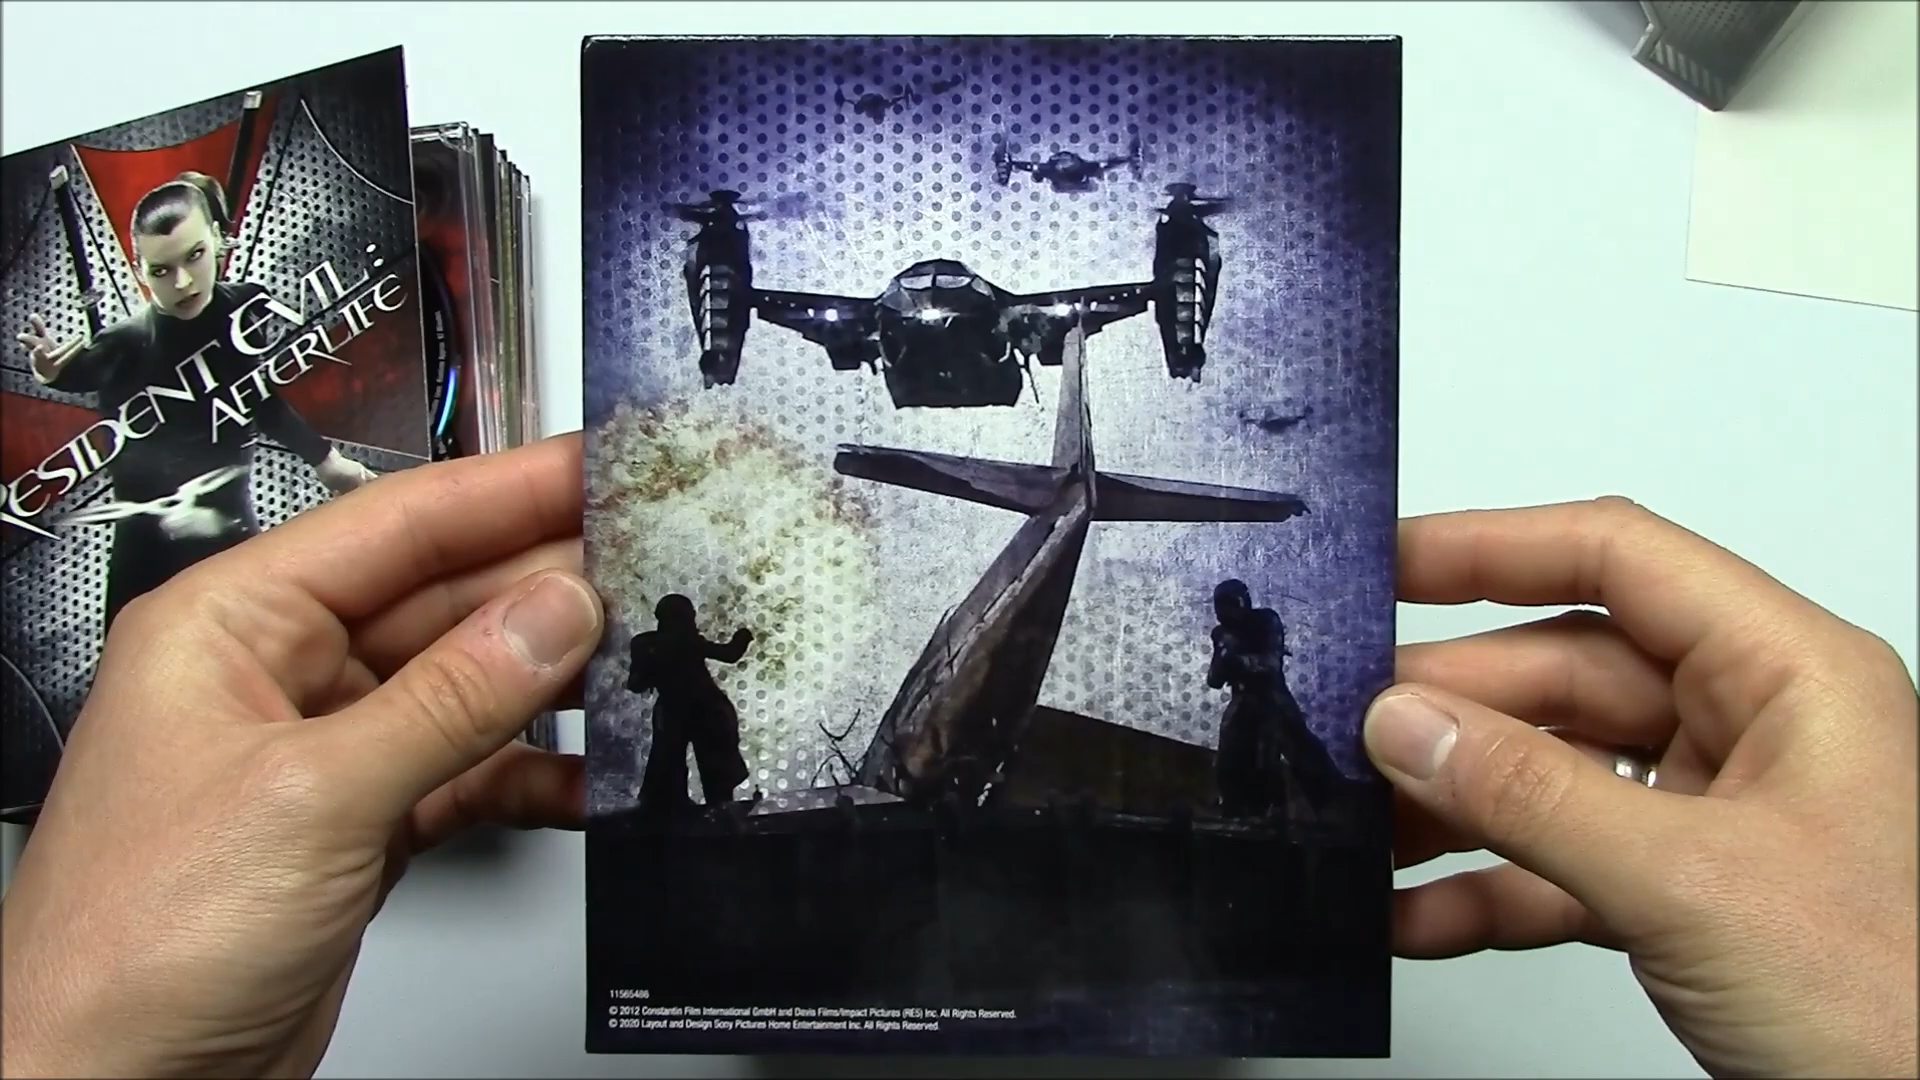 RESIDENT EVIL:
AFTERLIFE
11565486
© 2012 Constantin Film International GmbH and Davis Films/Impact Pictures (RE5) Inc. All Rights Reserved.
© 2020 Layout and Design Sony Pictures Home Entertainment Inc. All Rights Reserved.